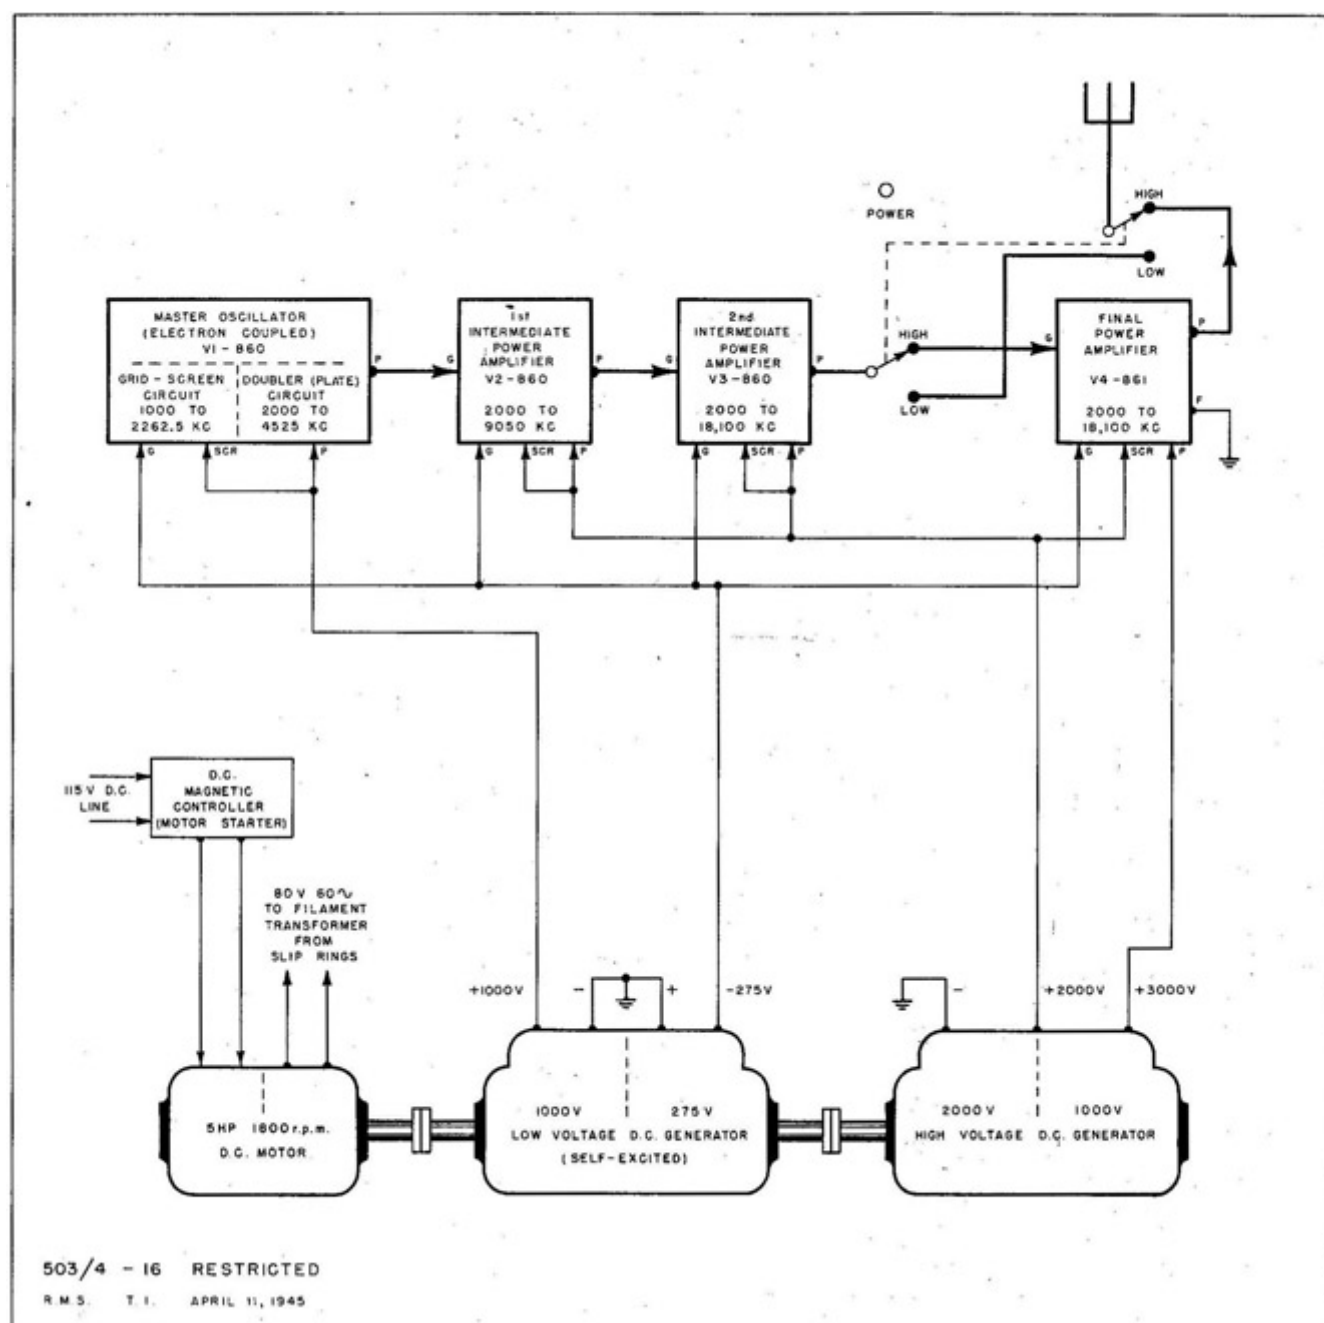 HIGH
POWER
LOW
MASTER OSCILLATOR
(ELECTRON COUPLED)
V1-860
GRID-SCREEN
CIRCUIT
1000 TO
2262.5 KC
DOUBLER (PLATE)
CIRCUIT
2000 TO
4525 KC
P
G
SCR
P
G
1st
INTERMEDIATE
POWER
AMPLIFIER
V2-860
2000 TO
9050 KC
P
G
SCR
P
G
2nd
INTERMEDIATE
POWER
AMPLIFIER
V3-860
2000 TO
18,100 KC
P
G
SCR
P
HIGH
LOW
G
FINAL
POWER
AMPLIFIER
V4-861
2000 TO
18,100 KC
P
F
G
SCR
P
115V D.C.
LINE
D.C.
MAGNETIC
CONTROLLER
(MOTOR STARTER)
80V 60~
TO FILAMENT
TRANSFORMER
FROM
SLIP RINGS
+1000V
-
+
-275V
-
+2000V
+3000V
5HP 1800 r.p.m.
D.C. MOTOR
1000V 275V
LOW VOLTAGE D.C. GENERATOR
(SELF-EXCITED)
2000V 1000V
HIGH VOLTAGE D.C. GENERATOR
503/4 - 16 RESTRICTED
R.M.S. T.I. APRIL 11, 1945